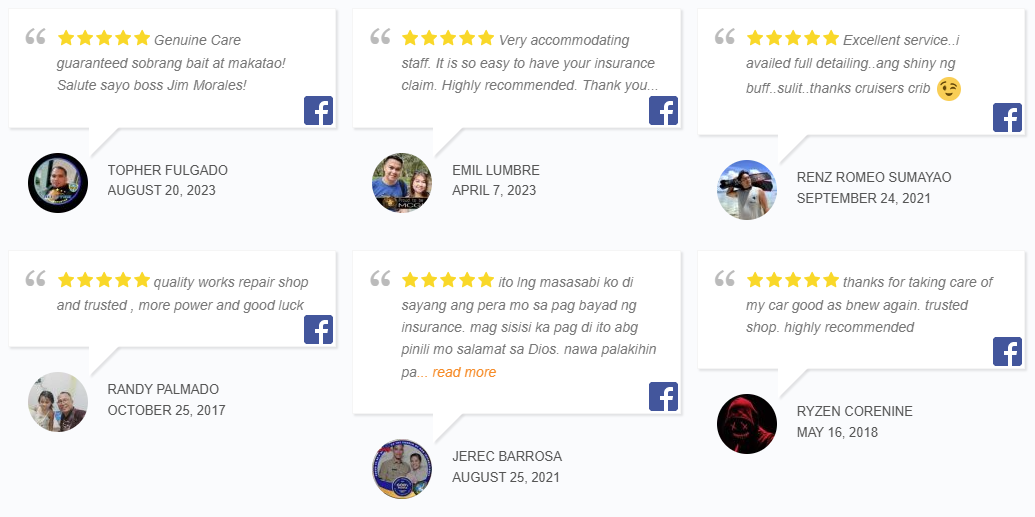 Genuine Care
guaranteed sobrang bait at makatao!
Salute sayo boss Jim Morales!
TOPHER FULGADO
AUGUST 20, 2023
Very accommodating
staff. It is so easy to have your insurance
claim. Highly recommended. Thank you...
EMIL LUMBRE
APRIL 7, 2023
Excellent service..i
availed full detailing..ang shiny ng
buff..sulit..thanks cruisers crib 😉
RENZ ROMEO SUMAYAO
SEPTEMBER 24, 2021
quality works repair shop
and trusted , more power and good luck
RANDY PALMADO
OCTOBER 25, 2017
ito lng masasabi ko di
sayang ang pera mo sa pag bayad ng
insurance. mag sisisi ka pag di ito abg
pinili mo salamat sa Dios. nawa palakihin
pa... read more
JEREC BARROSA
AUGUST 25, 2021
thanks for taking care of
my car good as bnew again. trusted
shop. highly recommended
RYZEN CORENINE
MAY 16, 2018